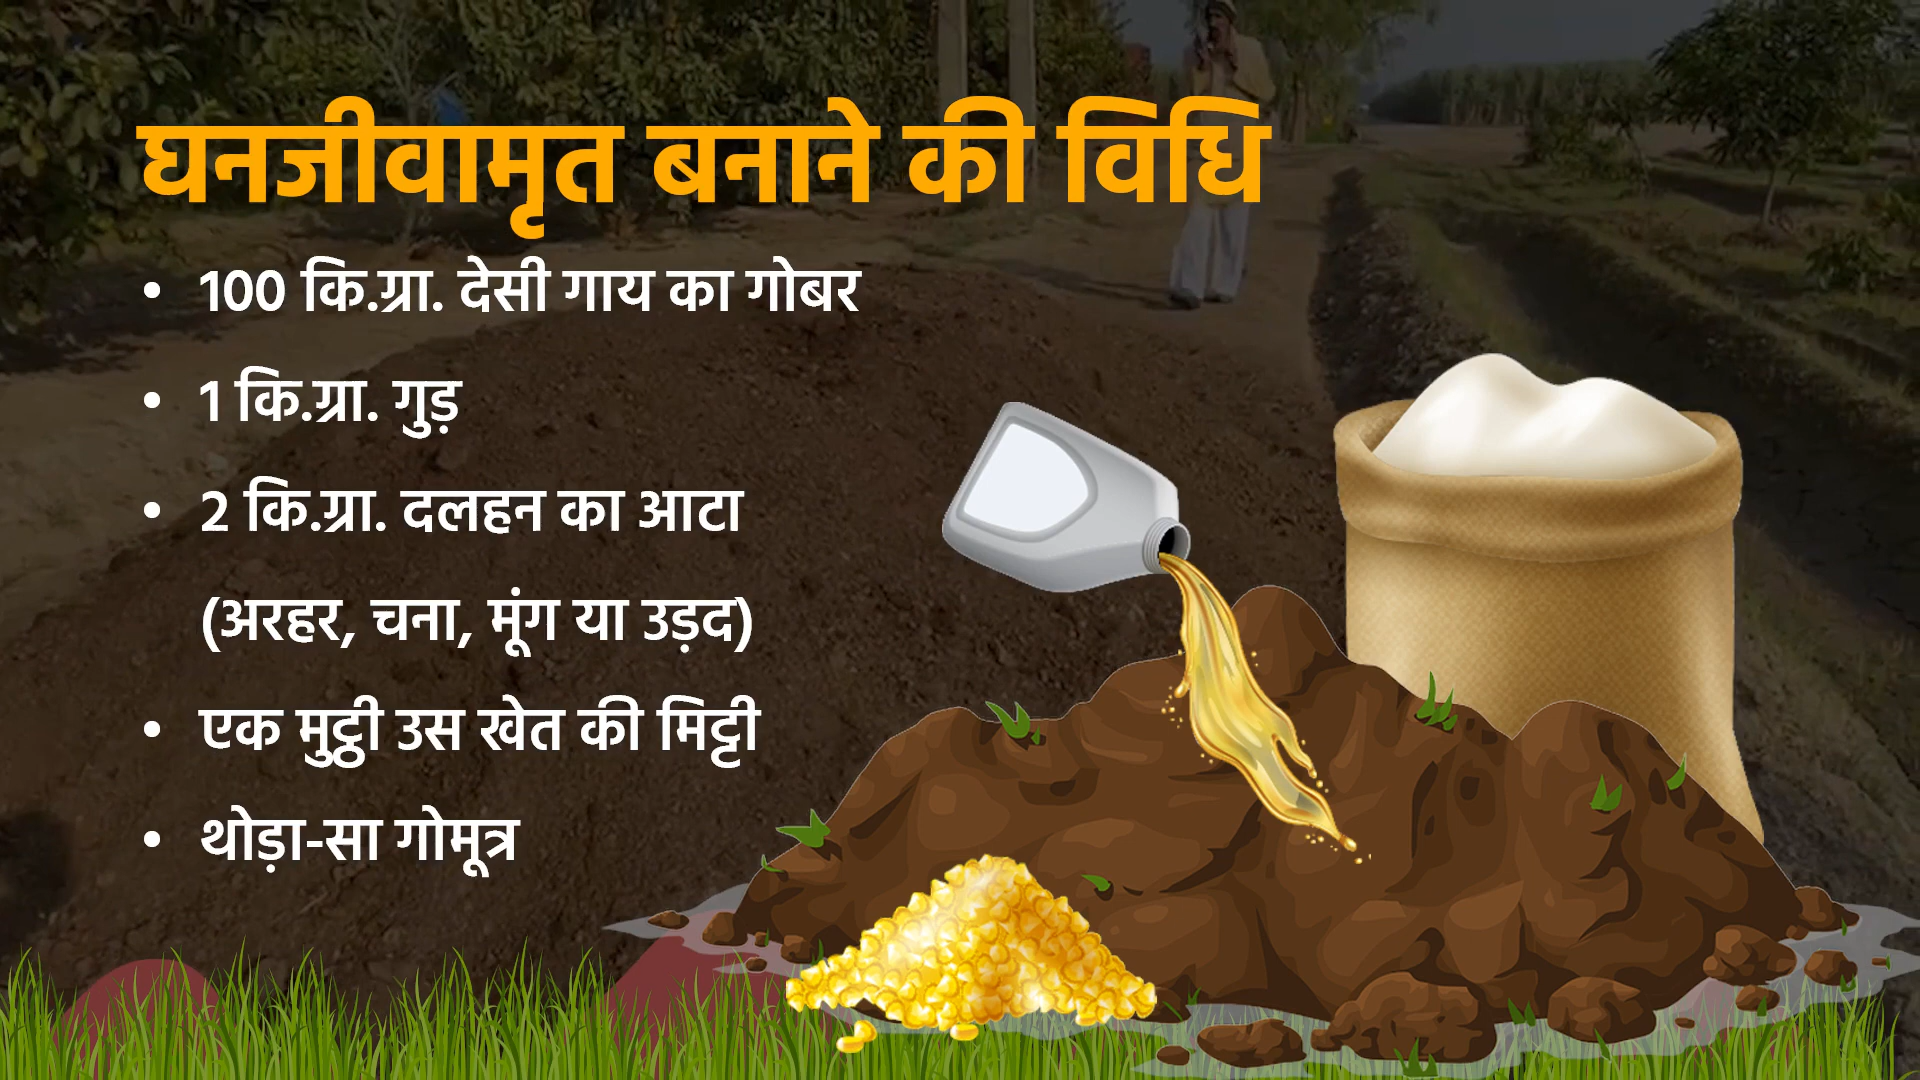 घनजीवामृत बनाने की विधि
• 100 कि.ग्रा. देसी गाय का गोबर
• 1 कि.ग्रा. गुड़
• 2 कि.ग्रा. दलहन का आटा
(अरहर, चना, मूंग या उड़द)
• एक मुट्ठी उस खेत की मिट्टी
• थोड़ा-सा गोमूत्र